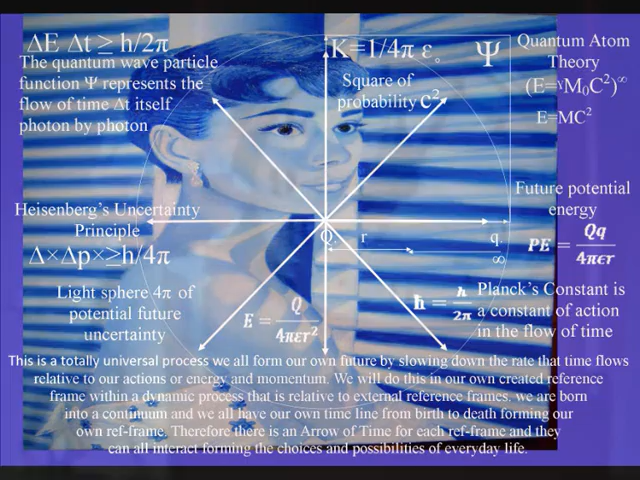 ΔE Δt ≥ h/2π
The quantum wave particle
function Ψ represents the
flow of time Δt itself
photon by photon
K=1/4π ε。
Ψ
Square of
probability C²
Quantum Atom
Theory
(E=ᵞM₀C²)∞
E=MC²
Heisenberg's Uncertainty
Principle
Δ×Δp×≥h/4π
Future potential
energy
PE = Qq/4πεr
Q. r q.
∞
Light sphere 4π of
potential future
uncertainty
E = Q/4πεr²
ħ = h/2π
Planck's Constant is
a constant of action
in the flow of time
This is a totally universal process we all form our own future by slowing down the rate that time flows
relative to our actions or energy and momentum. We will do this in our own created reference
frame within a dynamic process that is relative to external reference frames. we are born
into a continuum and we all have our own time line from birth to death forming our
own ref-frame. Therefore there is an Arrow of Time for each ref-frame and they
can all interact forming the choices and possibilities of everyday life.